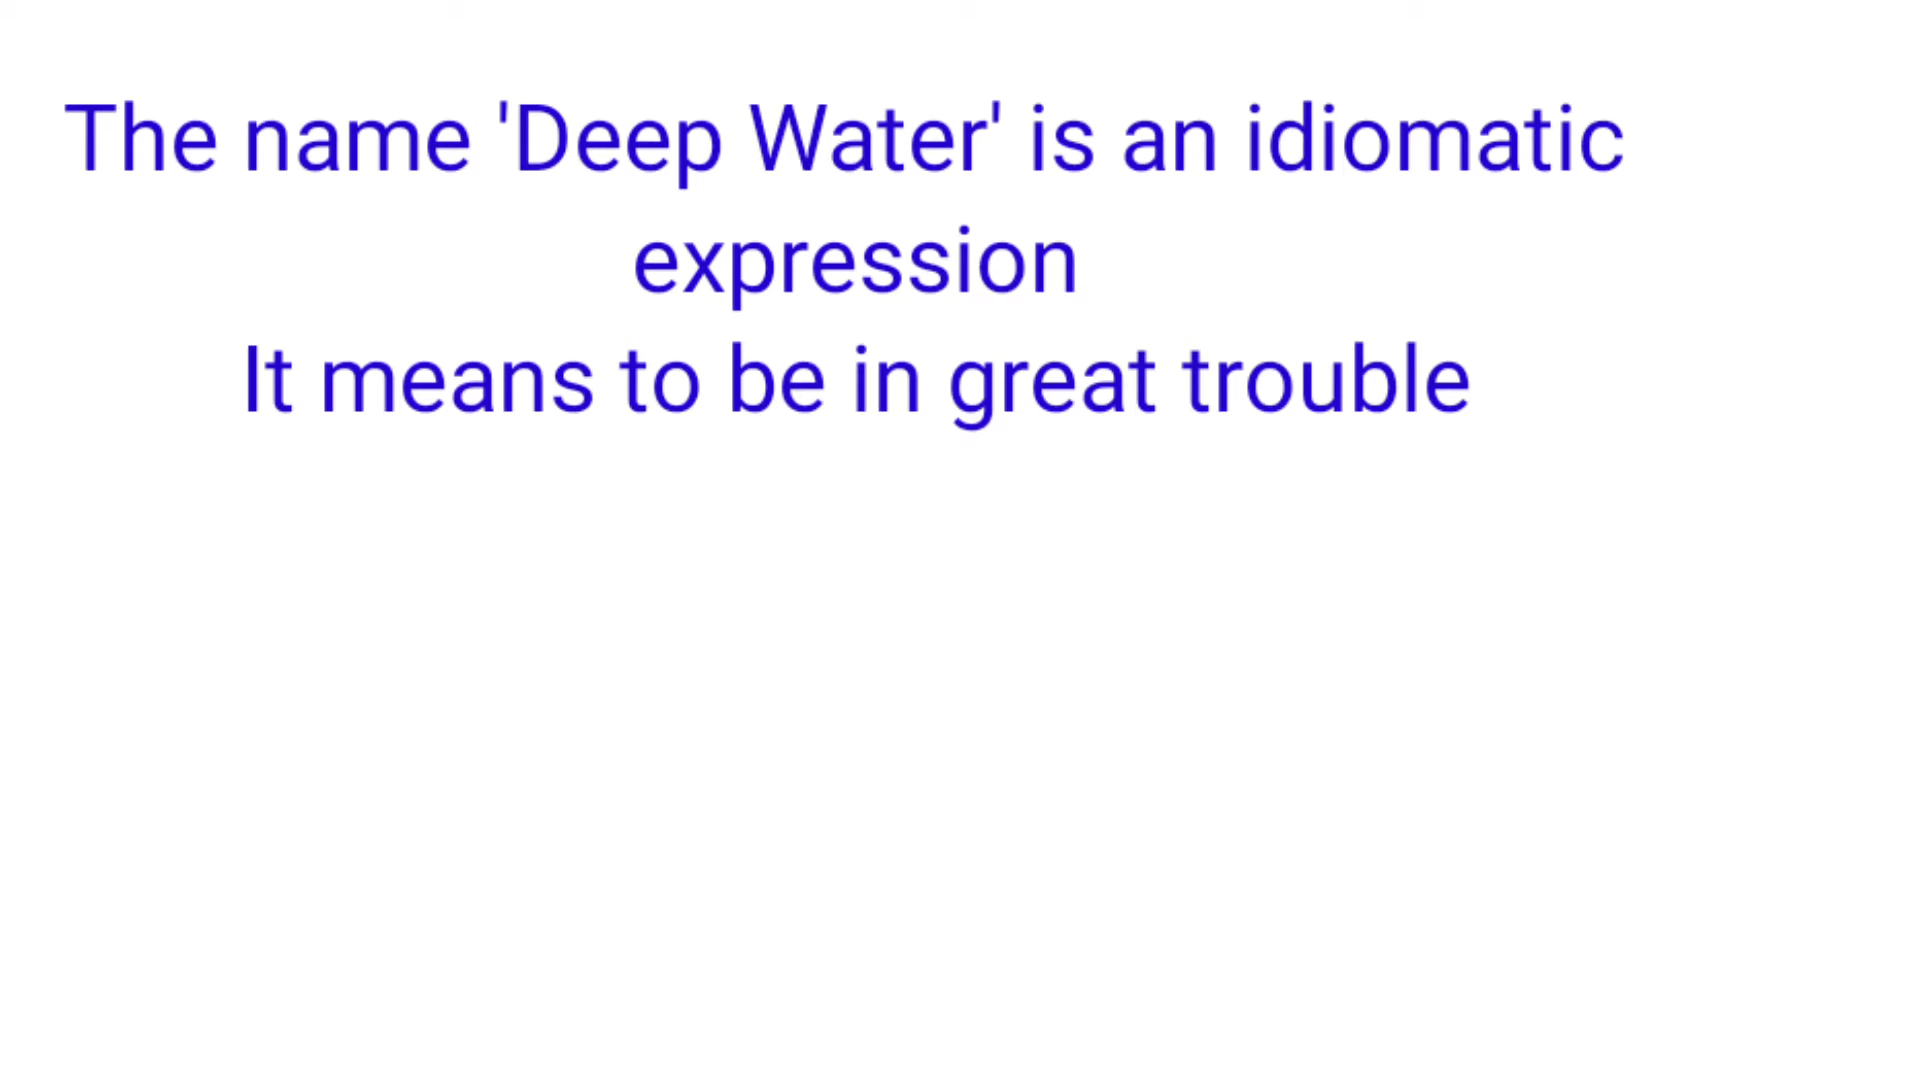 The name 'Deep Water' is an idiomatic
expression
It means to be in great trouble